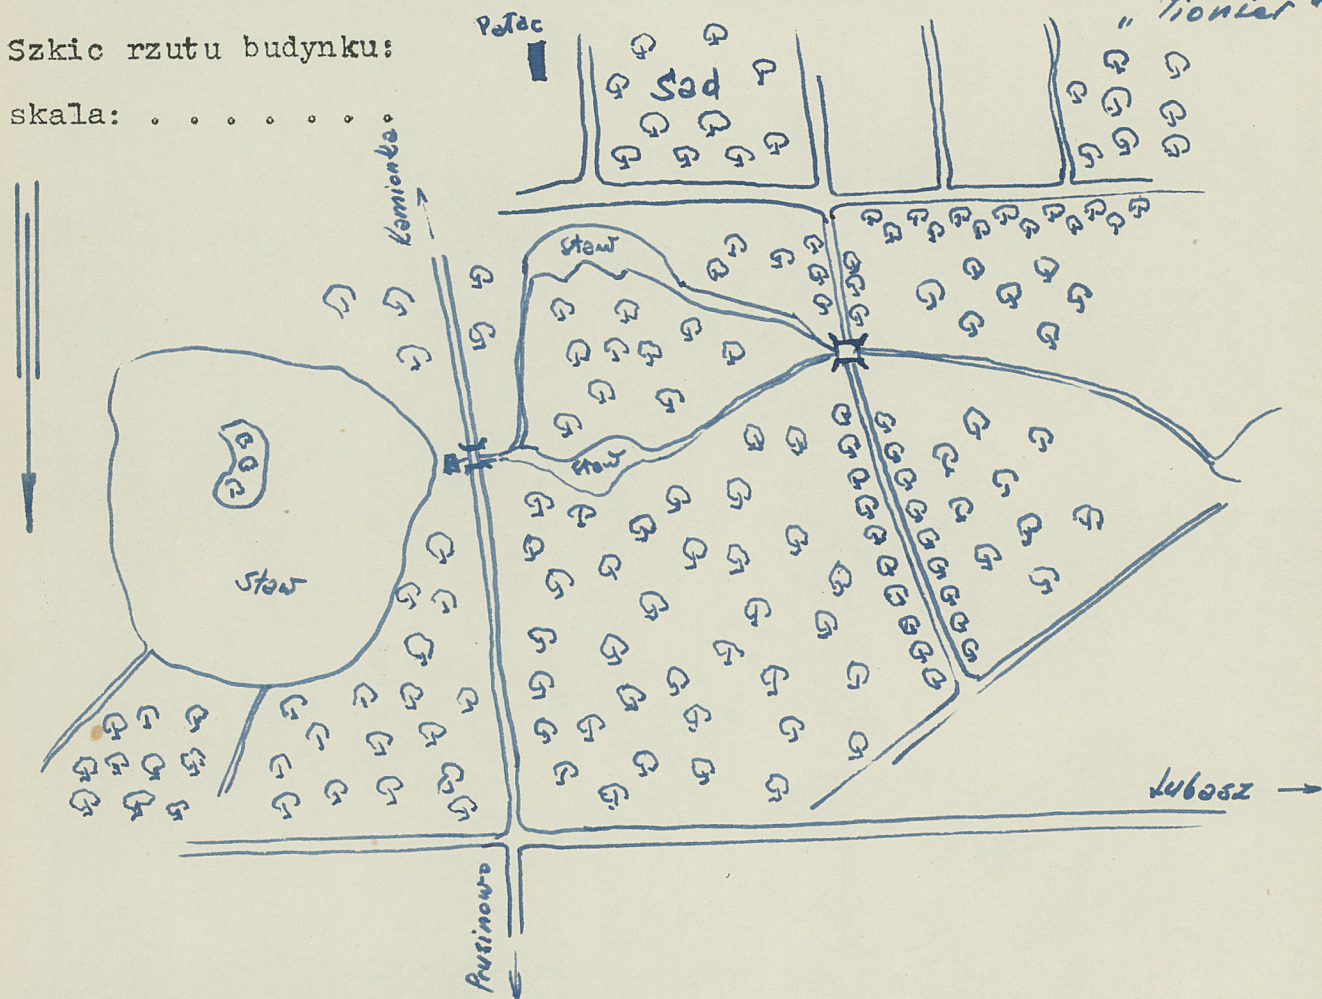 „Pionier"
Pałac
Szkic rzutu budynku:
skala: . . . . . . . .
Sad
Kamionka
staw
staw
staw
Lubasz
Prusinowo